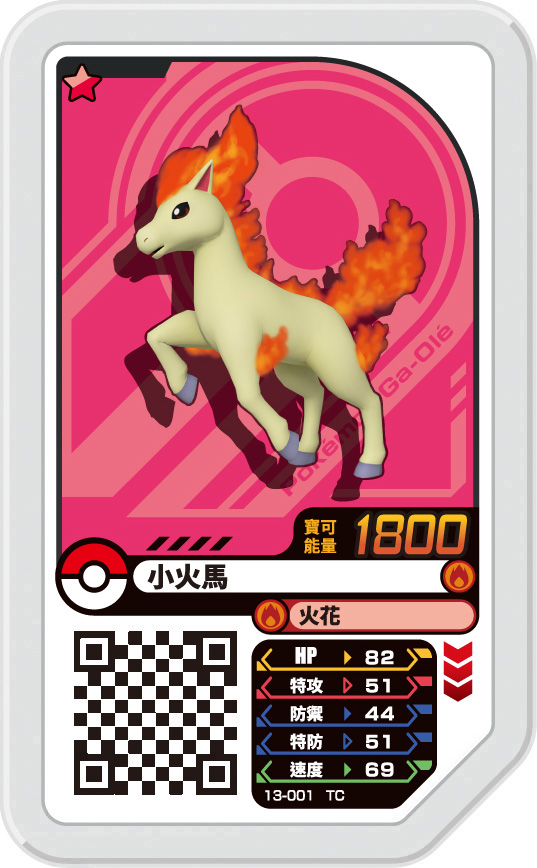 Pokémon Ga-Olé
寶可
能量 1800
小火馬
火花
HP 82
特攻 51
防禦 44
特防 51
速度 69
13-001 TC